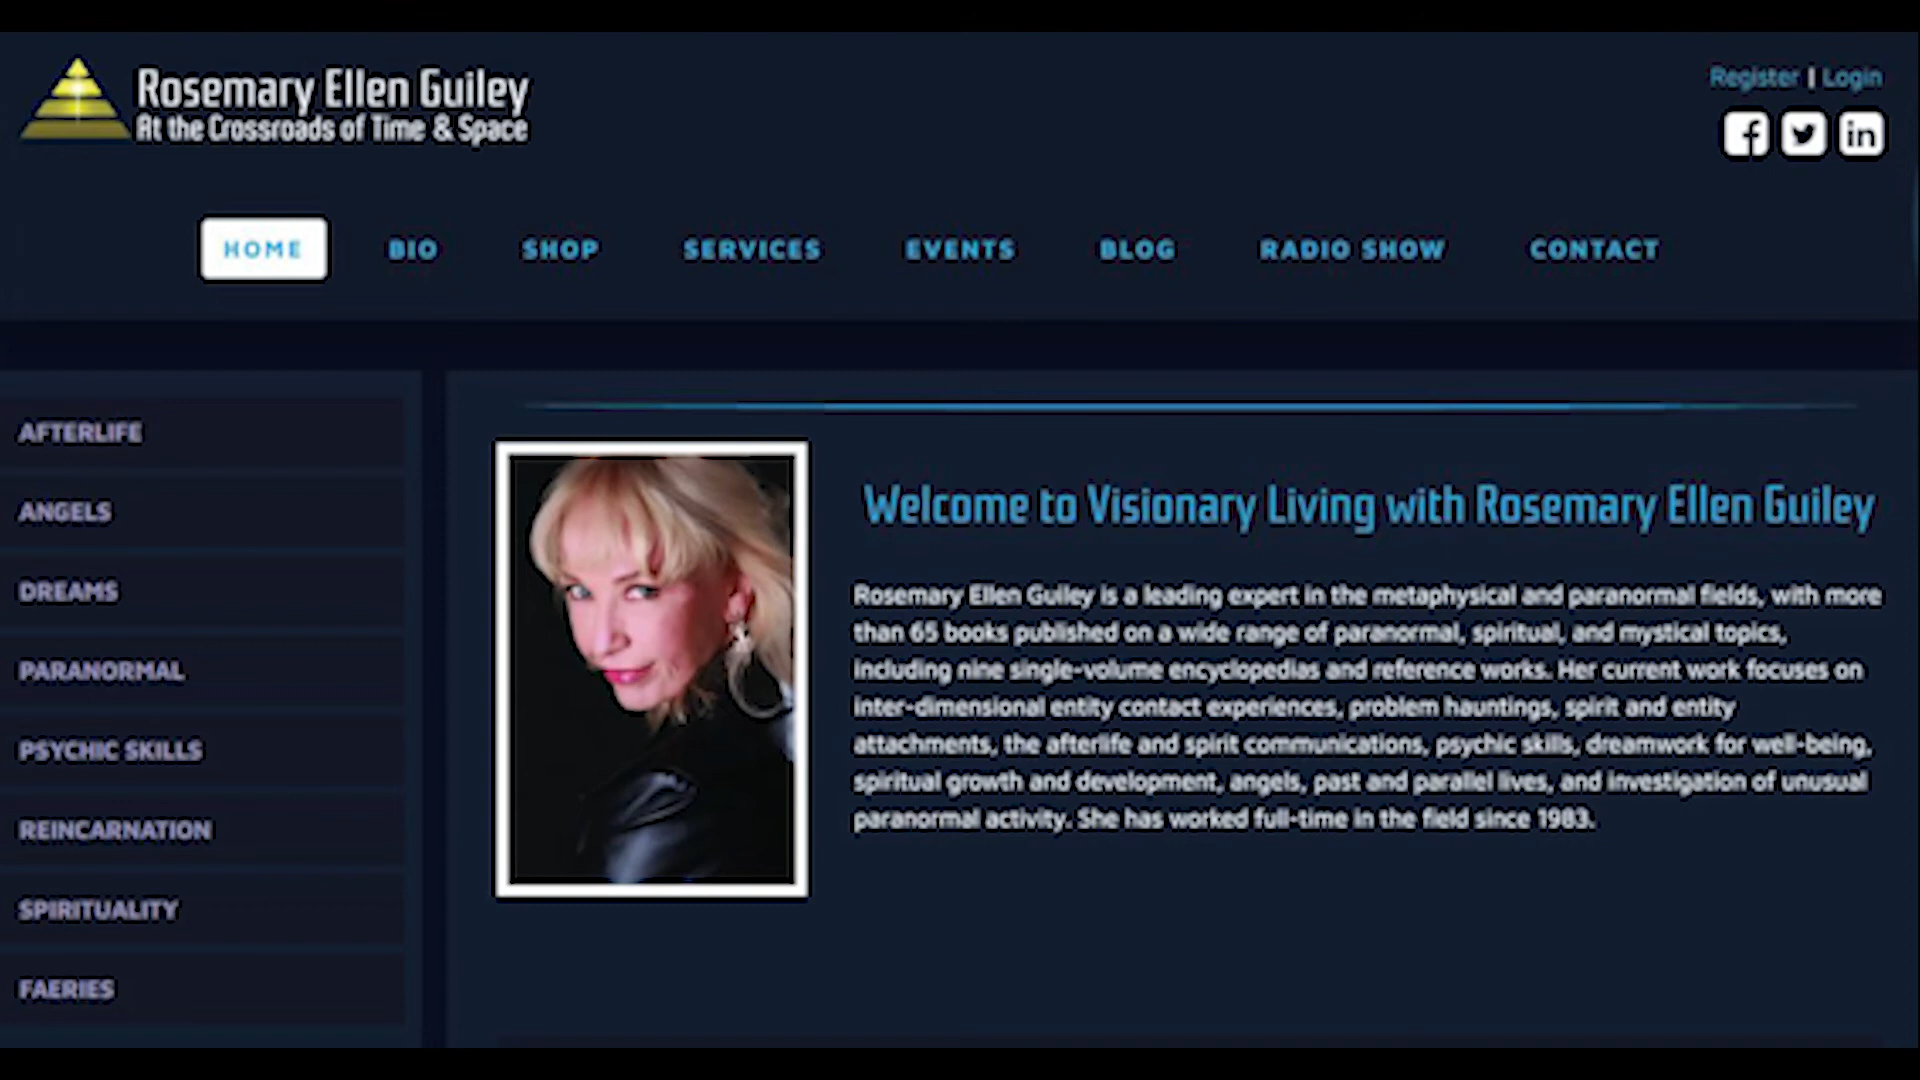 Rosemary Ellen Guiley
At the Crossroads of Time & Space
Register | Login
HOME BIO SHOP SERVICES EVENTS BLOG RADIO SHOW CONTACT
AFTERLIFE
ANGELS
DREAMS
PARANORMAL
PSYCHIC SKILLS
REINCARNATION
SPIRITUALITY
FAERIES
Welcome to Visionary Living with Rosemary Ellen Guiley
Rosemary Ellen Guiley is a leading expert in the metaphysical and paranormal fields, with more
than 65 books published on a wide range of paranormal, spiritual, and mystical topics,
including nine single-volume encyclopedias and reference works. Her current work focuses on
inter-dimensional entity contact experiences, problem hauntings, spirit and entity
attachments, the afterlife and spirit communications, psychic skills, dreamwork for well-being,
spiritual growth and development, angels, past and parallel lives, and investigation of unusual
paranormal activity. She has worked full-time in the field since 1983.